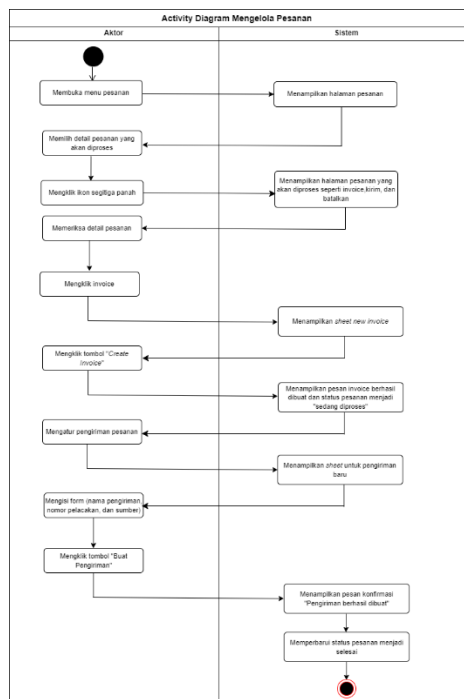 Activity Diagram Mengelola Pesanan
Aktor
Sistem
Membuka menu pesanan
Menampilkan halaman pesanan
Memilih detail pesanan yang
akan diproses
Mengklik ikon segitiga panah
Menampilkan halaman pesanan yang
akan diproses seperti invoice,kirim, dan
batalkan
Memeriksa detail pesanan
Mengklik invoice
Menampilkan sheet new invoice
Mengklik tombol "Create
Invoice"
Menampilkan pesan invoice berhasil
dibuat dan status pesanan menjadi
"sedang diproses"
Mengatur pengiriman pesanan
Menampilkan sheet untuk pengiriman
baru
Mengisi form (nama pengiriman,
nomor pelacakan, dan sumber)
Mengklik tombol "Buat
Pengiriman"
Menampilkan pesan konfirmasi
"Pengiriman berhasil dibuat"
Memperbarui status pesanan menjadi
selesai